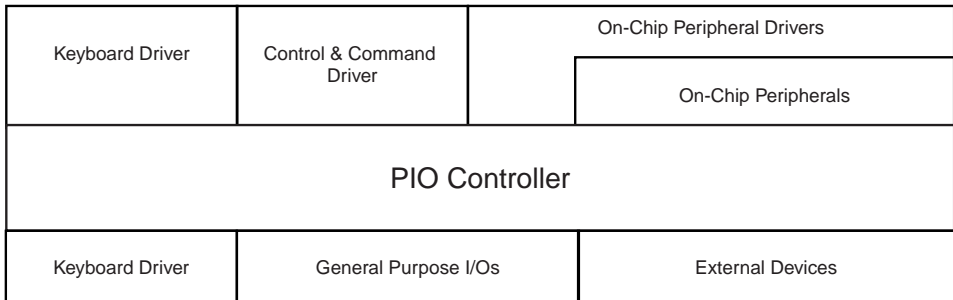 Keyboard Driver
Control & Command
Driver
On-Chip Peripheral Drivers
On-Chip Peripherals
PIO Controller
Keyboard Driver
General Purpose I/Os
External Devices